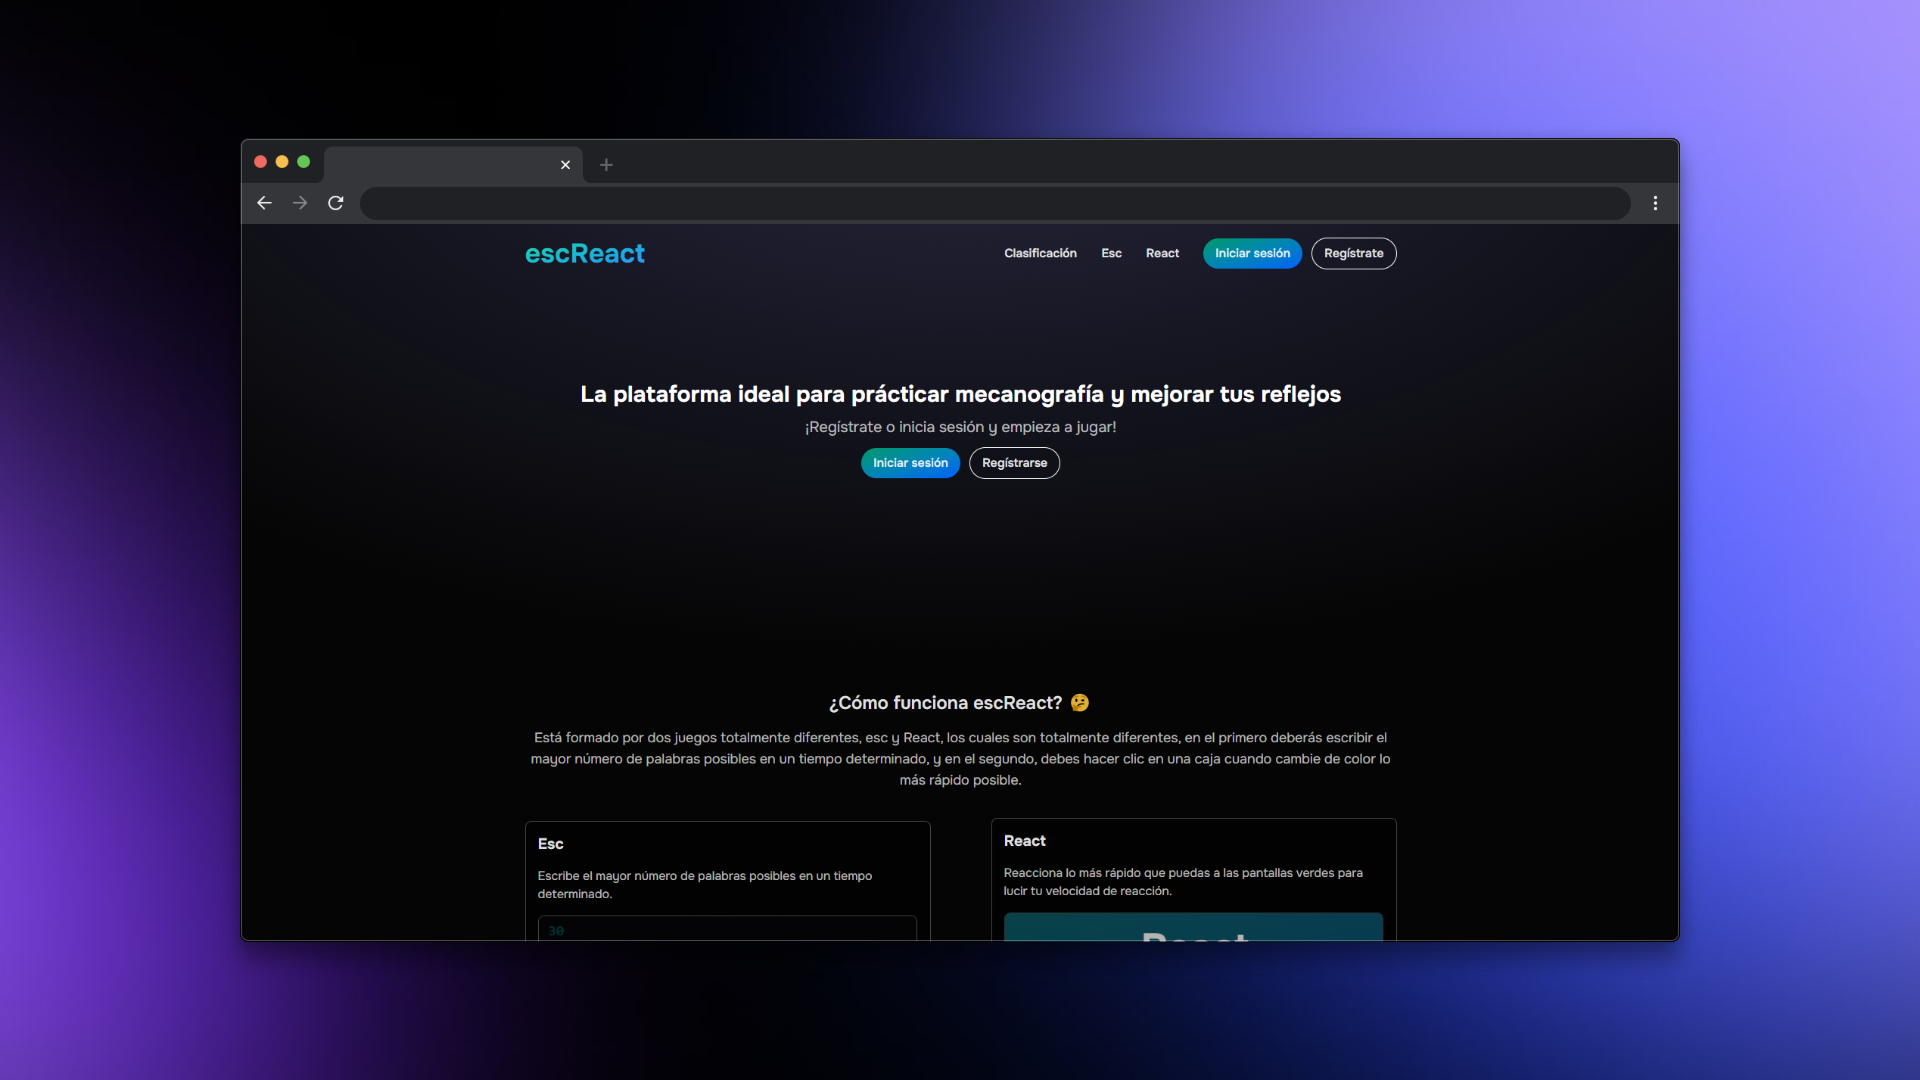 escReact
Clasificación Esc React Iniciar sesión Regístrate
La plataforma ideal para prácticar mecanografía y mejorar tus reflejos
¡Regístrate o inicia sesión y empieza a jugar!
Iniciar sesión Regístrarse
¿Cómo funciona escReact? 🤔
Está formado por dos juegos totalmente diferentes, esc y React, los cuales son totalmente diferentes, en el primero deberás escribir el
mayor número de palabras posibles en un tiempo determinado, y en el segundo, debes hacer clic en una caja cuando cambie de color lo
más rápido posible.
Esc
Escribe el mayor número de palabras posibles en un tiempo
determinado.
30
React
Reacciona lo más rápido que puedas a las pantallas verdes para
lucir tu velocidad de reacción.
React